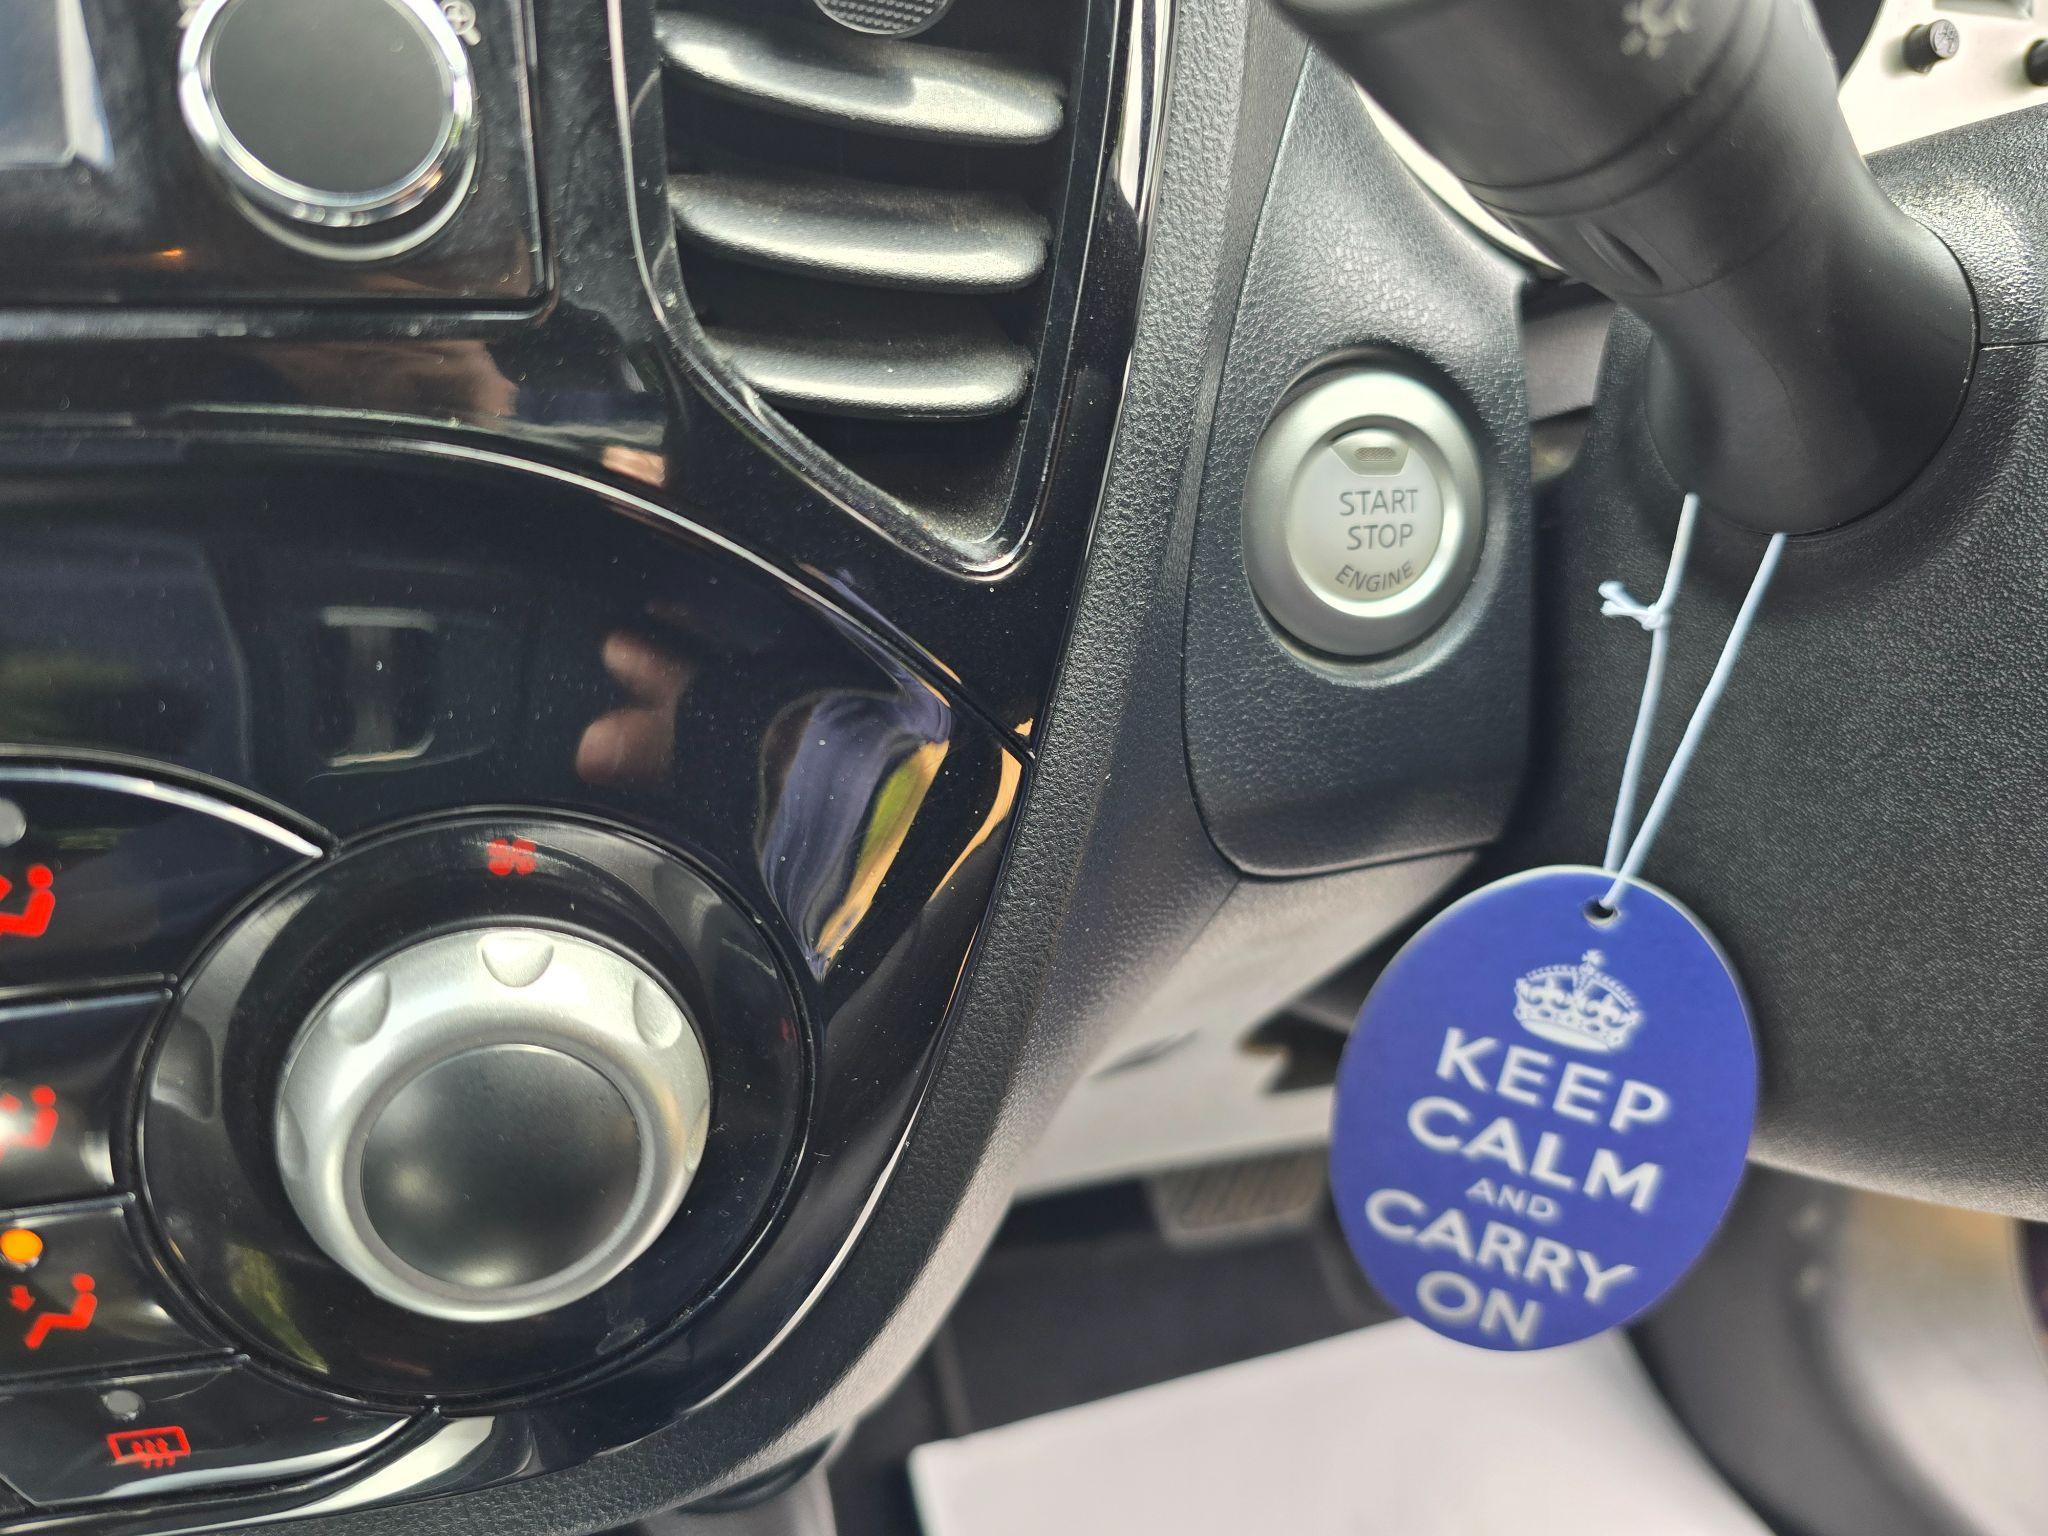 START
STOP
ENGINE
KEEP
CALM
AND
CARRY
ON